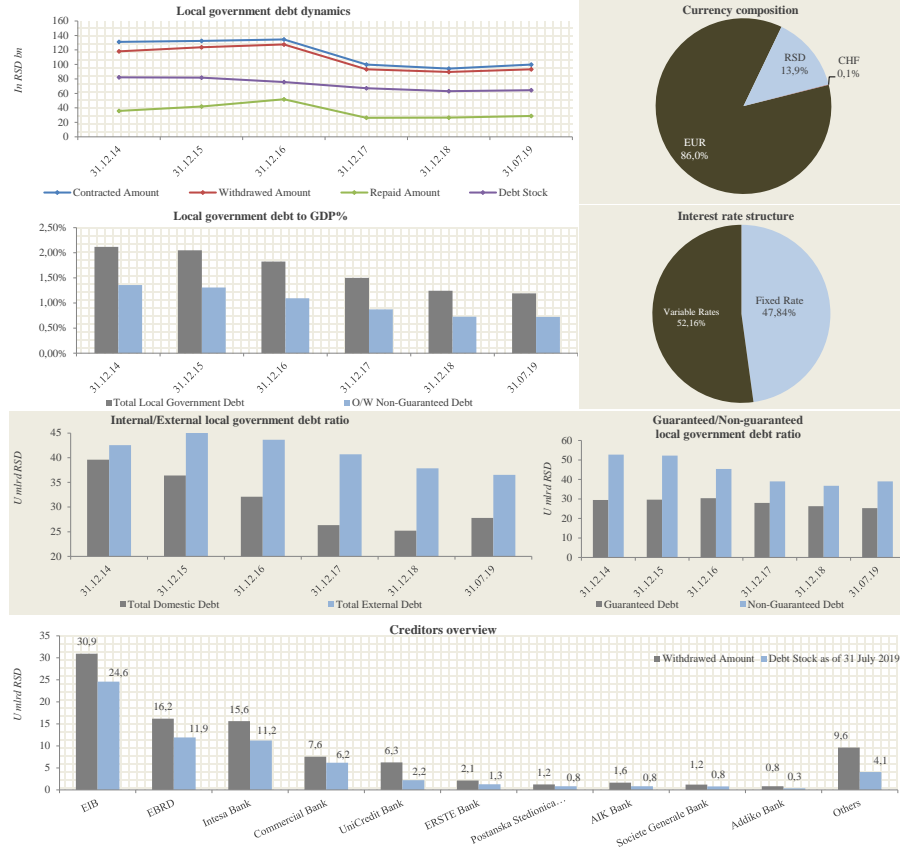 Local government debt dynamics
In RSD bn
160
140
120
100
80
60
40
20
0
31.12.14
31.12.15
31.12.16
31.12.17
31.12.18
31.07.19
Contracted Amount
Withdrawed Amount
Repaid Amount
Debt Stock
Currency composition
RSD
13,9%
CHF
0,1%
EUR
86,0%
Local government debt to GDP%
2,50%
2,00%
1,50%
1,00%
0,50%
0,00%
31.12.14
31.12.15
31.12.16
31.12.17
31.12.18
31.07.19
Total Local Government Debt
O/W Non-Guaranteed Debt
Interest rate structure
Fixed Rate
47,84%
Variable Rates
52,16%
Internal/External local government debt ratio
U mlrd RSD
45
40
35
30
25
20
31.12.14
31.12.15
31.12.16
31.12.17
31.12.18
31.07.19
Total Domestic Debt
Total External Debt
Guaranteed/Non-guaranteed
local government debt ratio
U mlrd RSD
60
50
40
30
20
10
0
31.12.14
31.12.15
31.12.16
31.12.17
31.12.18
31.07.19
Guaranteed Debt
Non-Guaranteed Debt
Creditors overview
U mlrd RSD
35
30
25
20
15
10
5
0
Withdrawed Amount
Debt Stock as of 31 July 2019
30,9
24,6
16,2
11,9
15,6
11,2
7,6
6,2
6,3
2,2
2,1
1,3
1,2
0,8
1,6
0,8
1,2
0,8
0,8
0,3
9,6
4,1
EIB
EBRD
Intesa Bank
Commercial Bank
UniCredit Bank
ERSTE Bank
Postanska Stedionica…
AIK Bank
Societe Generale Bank
Addiko Bank
Others